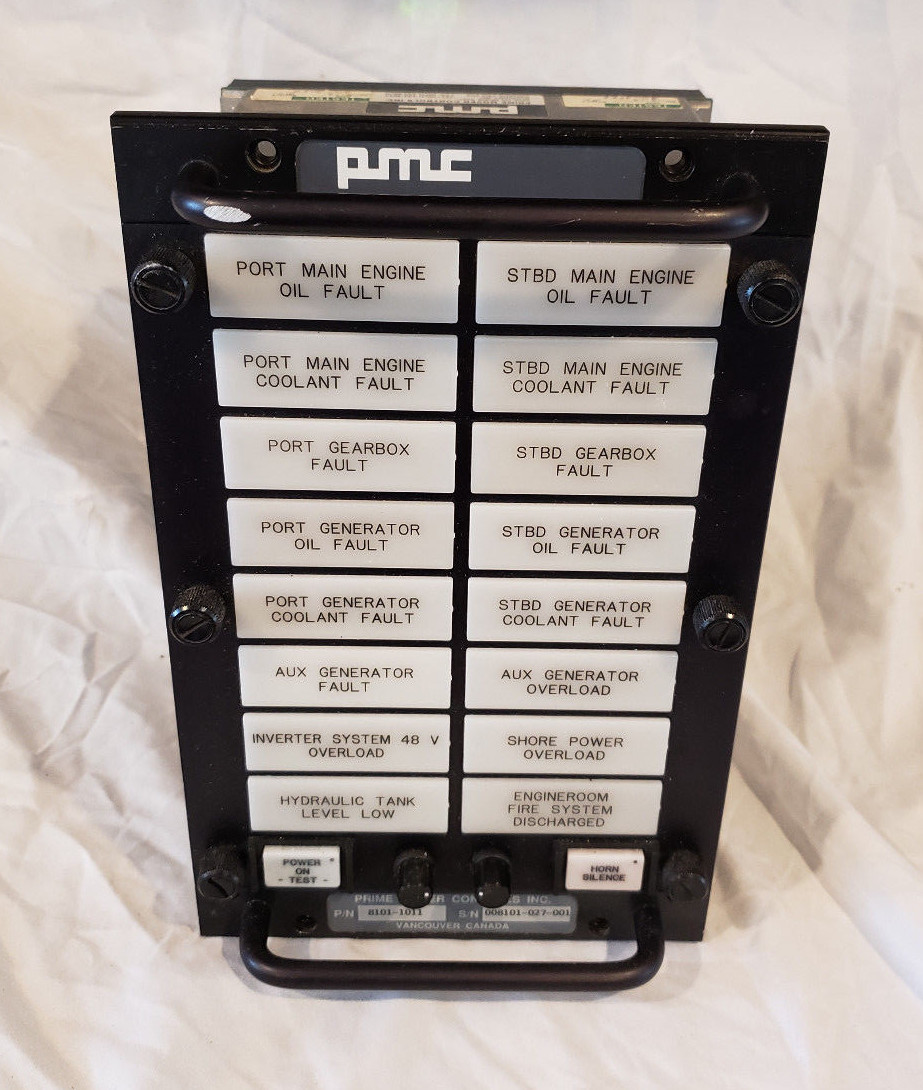 pmc
PORT MAIN ENGINE
OIL FAULT
STBD MAIN ENGINE
OIL FAULT
PORT MAIN ENGINE
COOLANT FAULT
STBD MAIN ENGINE
COOLANT FAULT
PORT GEARBOX
FAULT
STBD GEARBOX
FAULT
PORT GENERATOR
OIL FAULT
STBD GENERATOR
OIL FAULT
PORT GENERATOR
COOLANT FAULT
STBD GENERATOR
COOLANT FAULT
AUX GENERATOR
FAULT
AUX GENERATOR
OVERLOAD
INVERTER SYSTEM 48 V
OVERLOAD
SHORE POWER
OVERLOAD
HYDRAULIC TANK
LEVEL LOW
ENGINEROOM
FIRE SYSTEM
DISCHARGED
POWER
ON
- TEST -
HORN
SILENCE
PRIME INC.
P/N 8101-1011 S/N 008101-027-001
VANCOUVER CANADA